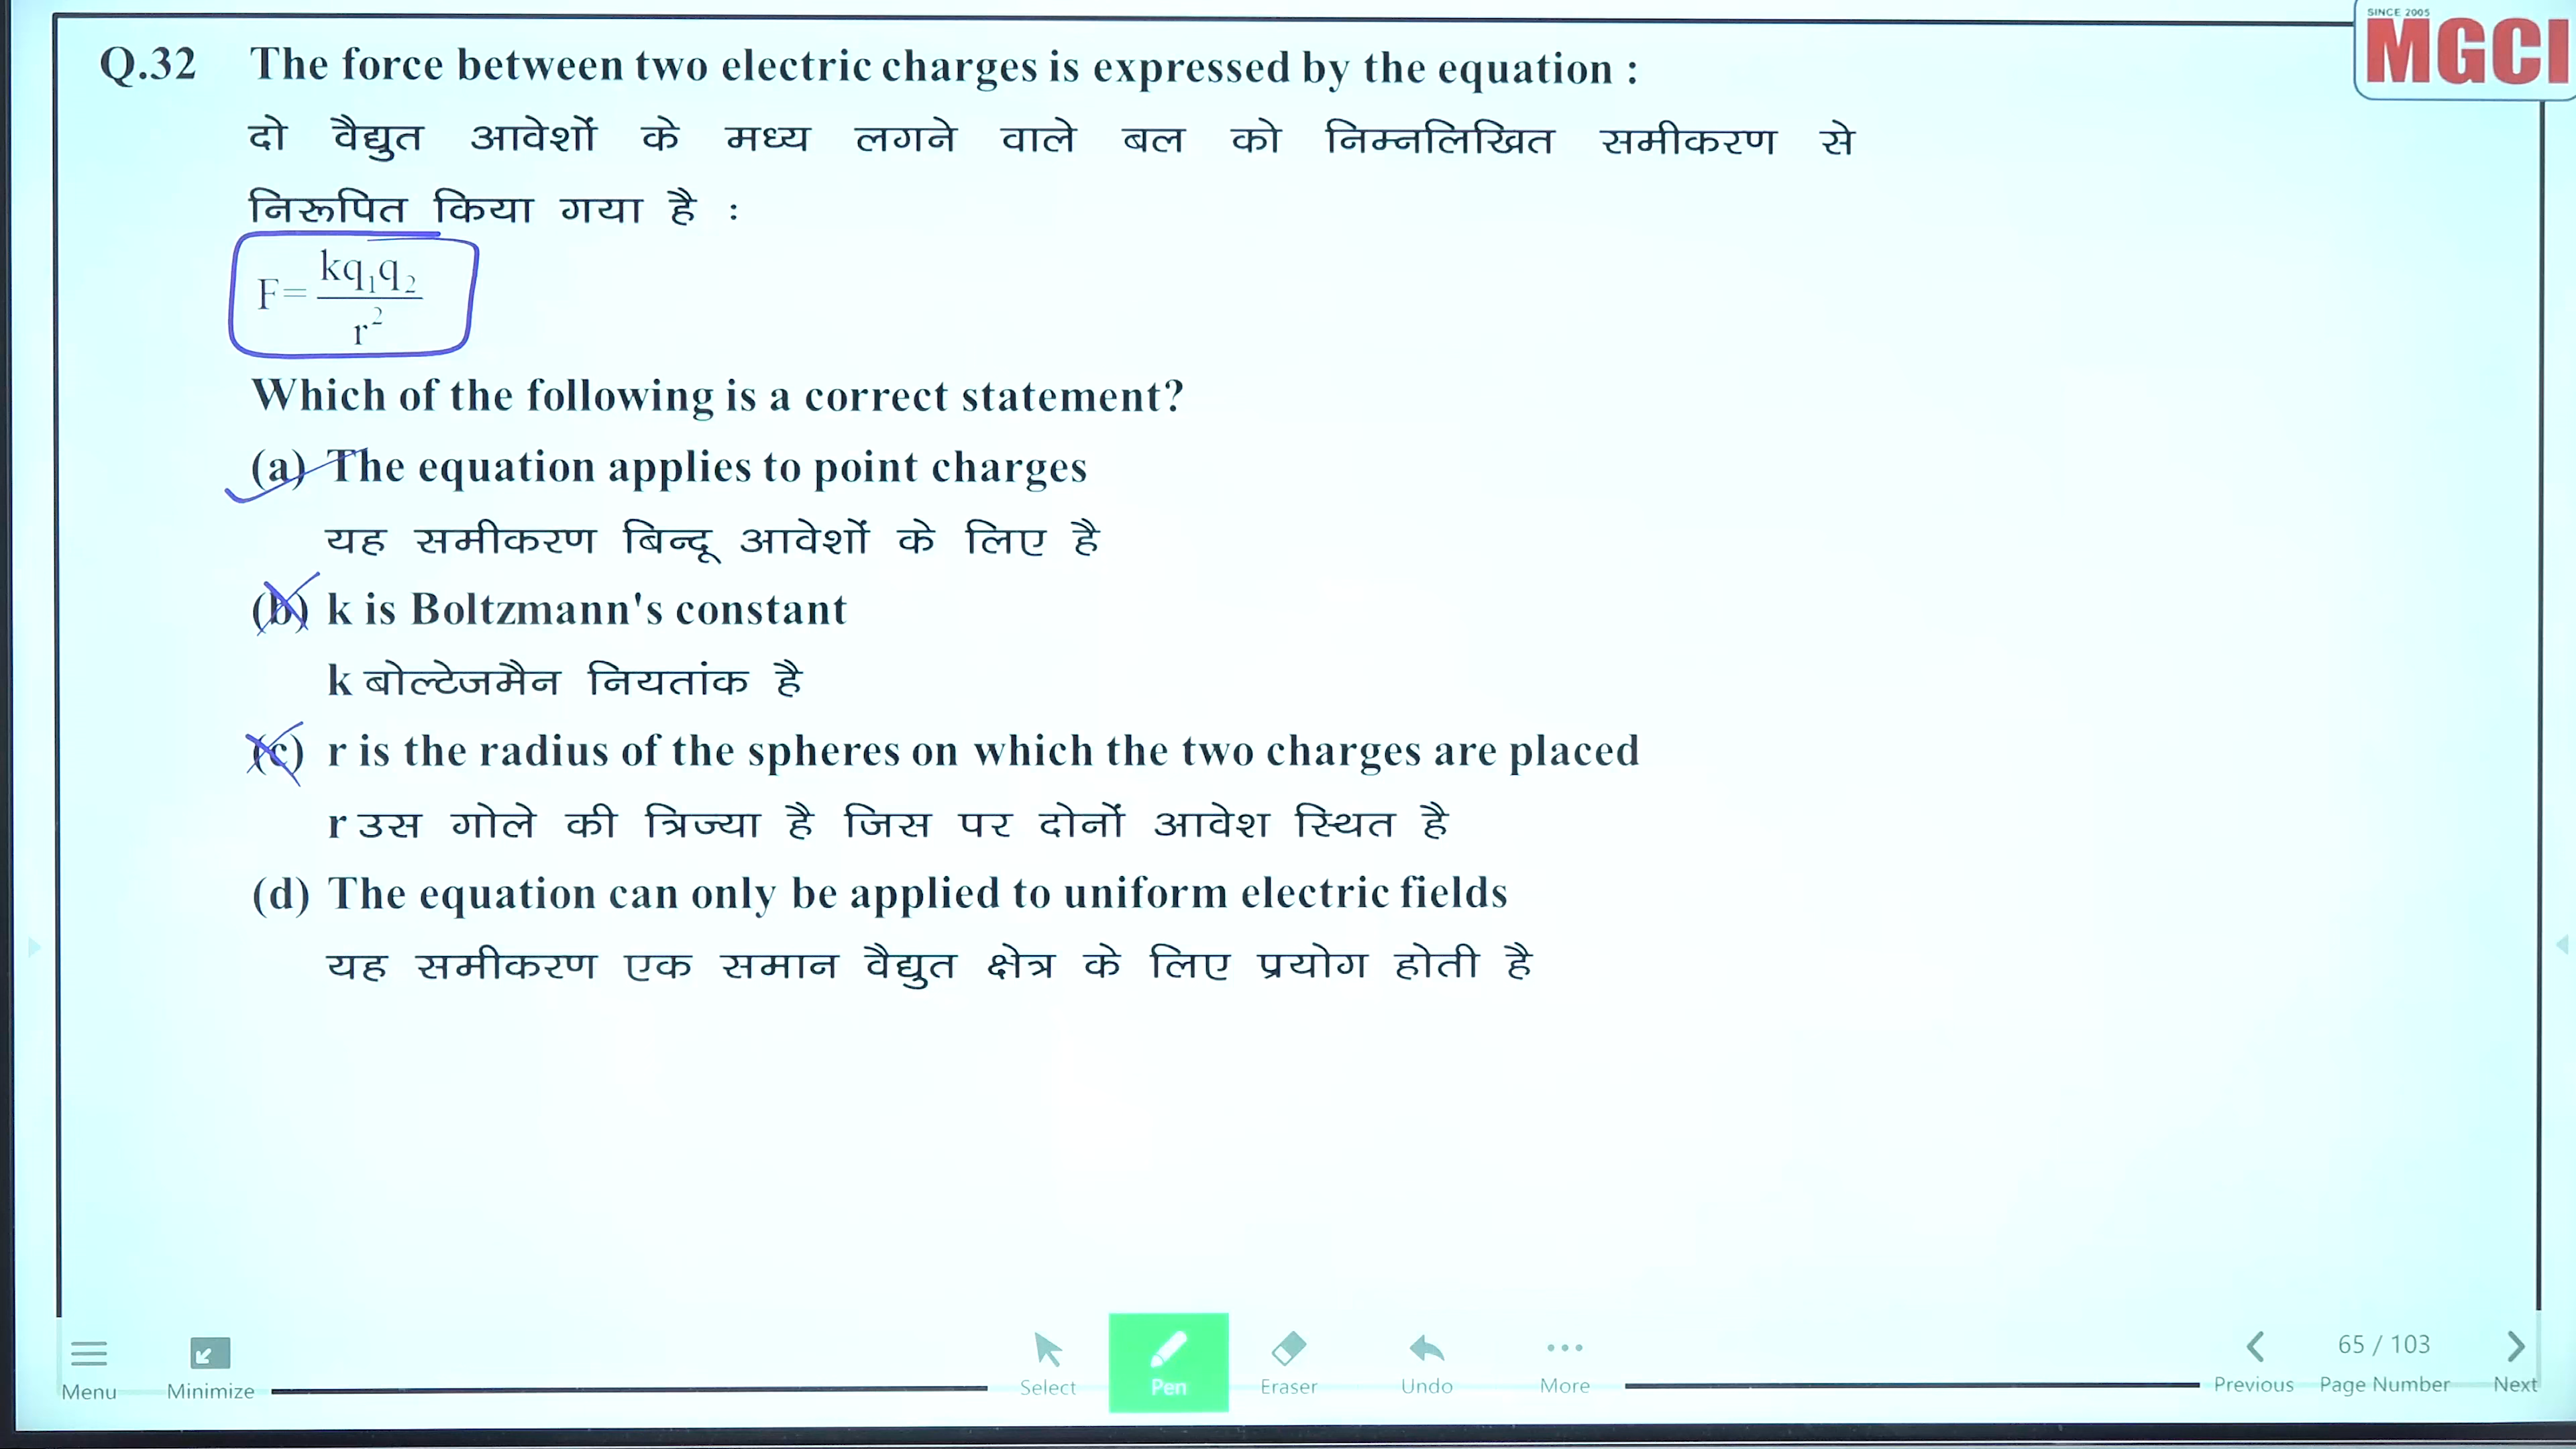 SINCE 2005
MGCI
Q.32 The force between two electric charges is expressed by the equation :
दो वैद्युत आवेशों के मध्य लगने वाले बल को निम्नलिखित समीकरण से
निरूपित किया गया है :
F= kq₁q₂ / r²
Which of the following is a correct statement?
(a) The equation applies to point charges
यह समीकरण बिन्दू आवेशों के लिए है
(b) k is Boltzmann's constant
k बोल्टेजमैन नियतांक है
(c) r is the radius of the spheres on which the two charges are placed
r उस गोले की त्रिज्या है जिस पर दोनों आवेश स्थित है
(d) The equation can only be applied to uniform electric fields
यह समीकरण एक समान वैद्युत क्षेत्र के लिए प्रयोग होती है
Menu Minimize Select Pen Eraser Undo More Previous 65 / 103 Page Number Next